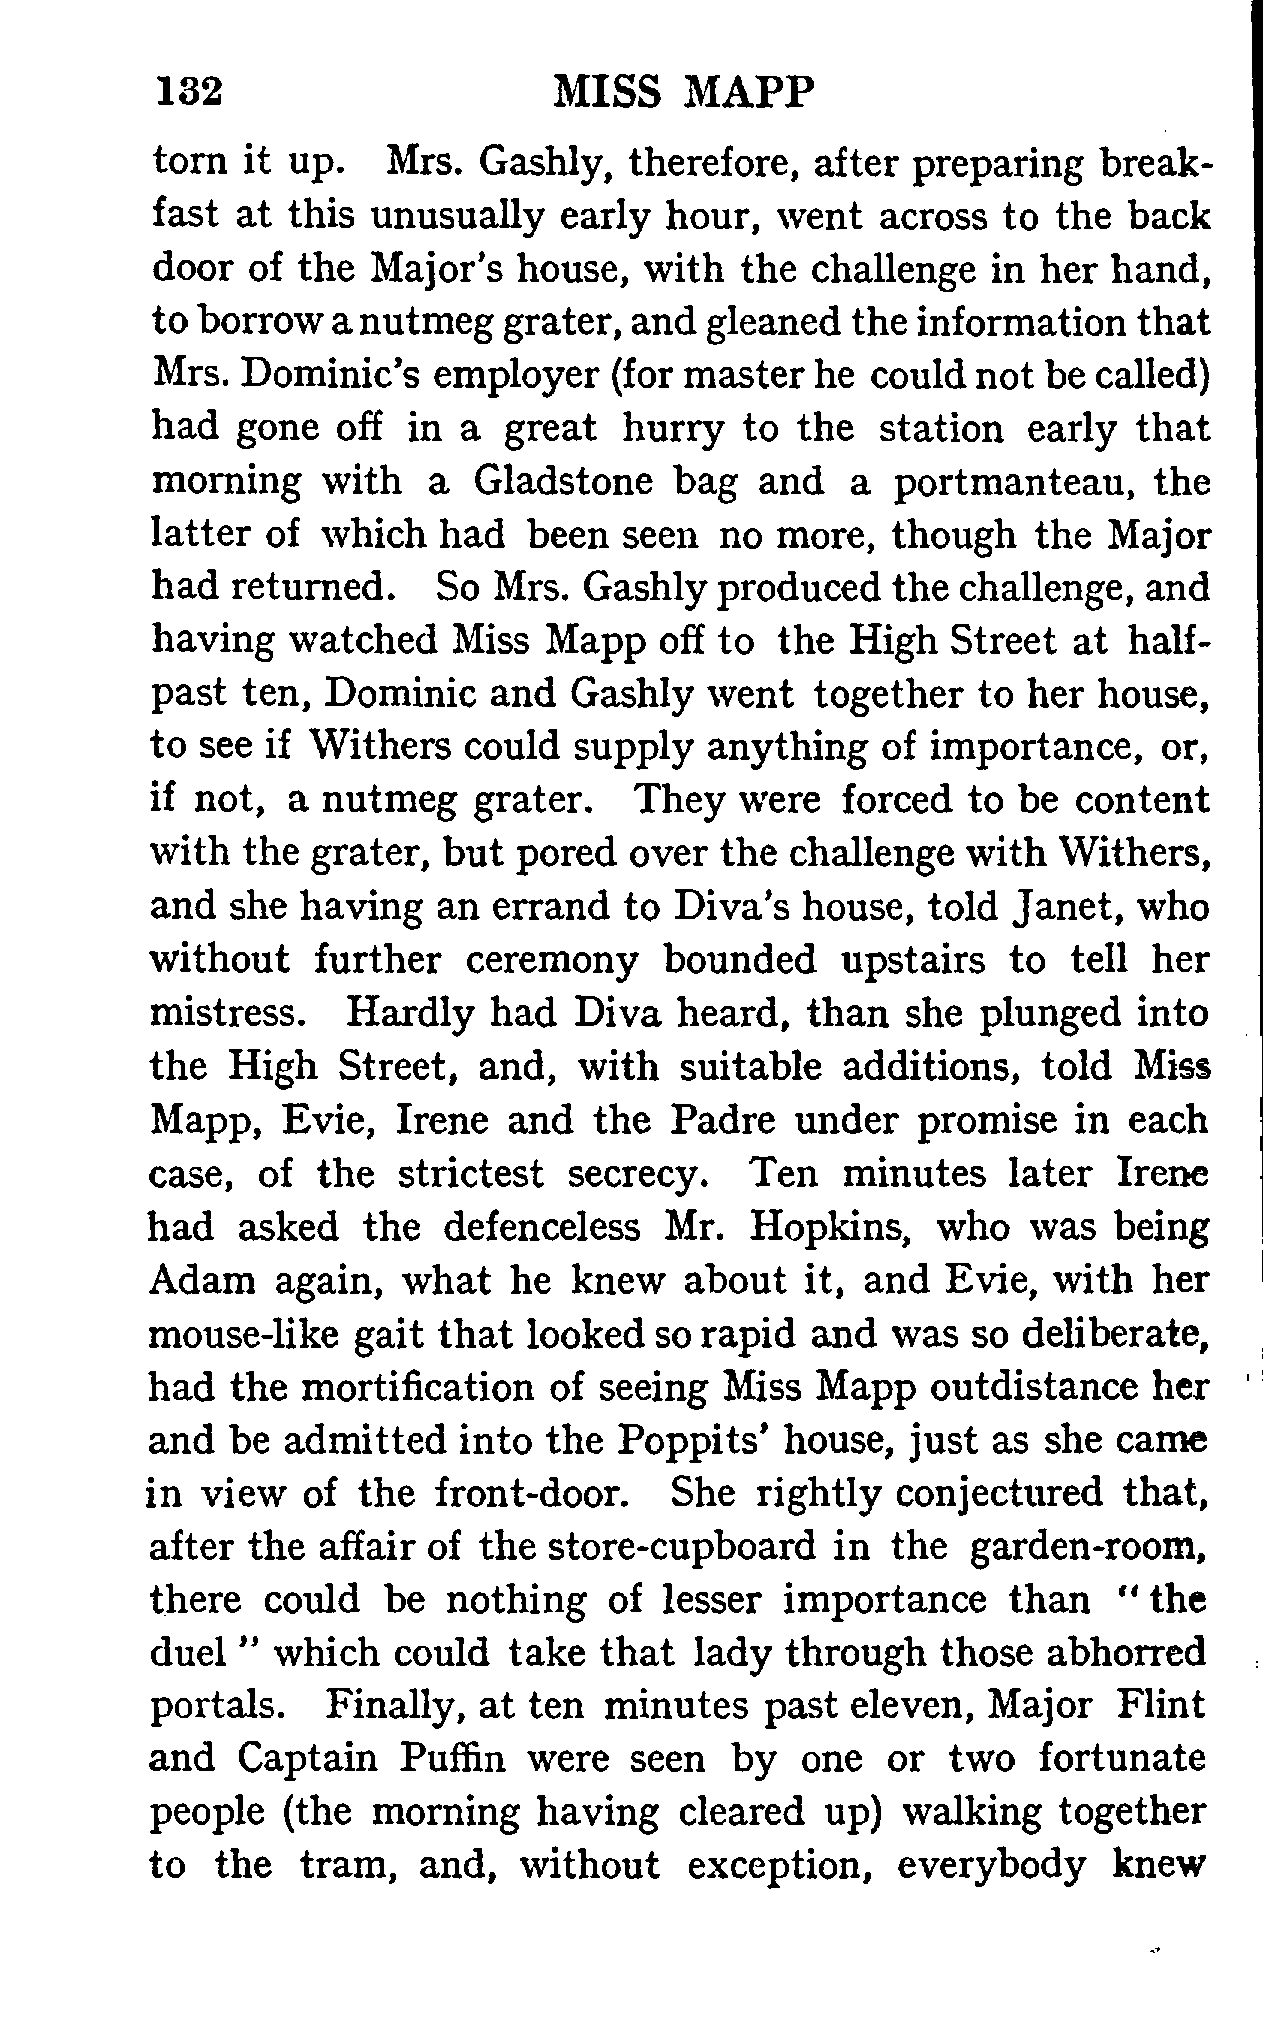 132 MISS MAPP
torn it up. Mrs. Gashly, therefore, after preparing break-
fast at this unusually early hour, went across to the back
door of the Major's house, with the challenge in her hand,
to borrow a nutmeg grater, and gleaned the information that
Mrs. Dominic's employer (for master he could not be called)
had gone off in a great hurry to the station early that
morning with a Gladstone bag and a portmanteau, the
latter of which had been seen no more, though the Major
had returned. So Mrs. Gashly produced the challenge, and
having watched Miss Mapp off to the High Street at half-
past ten, Dominic and Gashly went together to her house,
to see if Withers could supply anything of importance, or,
if not, a nutmeg grater. They were forced to be content
with the grater, but pored over the challenge with Withers,
and she having an errand to Diva's house, told Janet, who
without further ceremony bounded upstairs to tell her
mistress. Hardly had Diva heard, than she plunged into
the High Street, and, with suitable additions, told Miss
Mapp, Evie, Irene and the Padre under promise in each
case, of the strictest secrecy. Ten minutes later Irene
had asked the defenceless Mr. Hopkins, who was being
Adam again, what he knew about it, and Evie, with her
mouse-like gait that looked so rapid and was so deliberate,
had the mortification of seeing Miss Mapp outdistance her
and be admitted into the Poppits' house, just as she came
in view of the front-door. She rightly conjectured that,
after the affair of the store-cupboard in the garden-room,
there could be nothing of lesser importance than " the
duel " which could take that lady through those abhorred
portals. Finally, at ten minutes past eleven, Major Flint
and Captain Puffin were seen by one or two fortunate
people (the morning having cleared up) walking together
to the tram, and, without exception, everybody knew